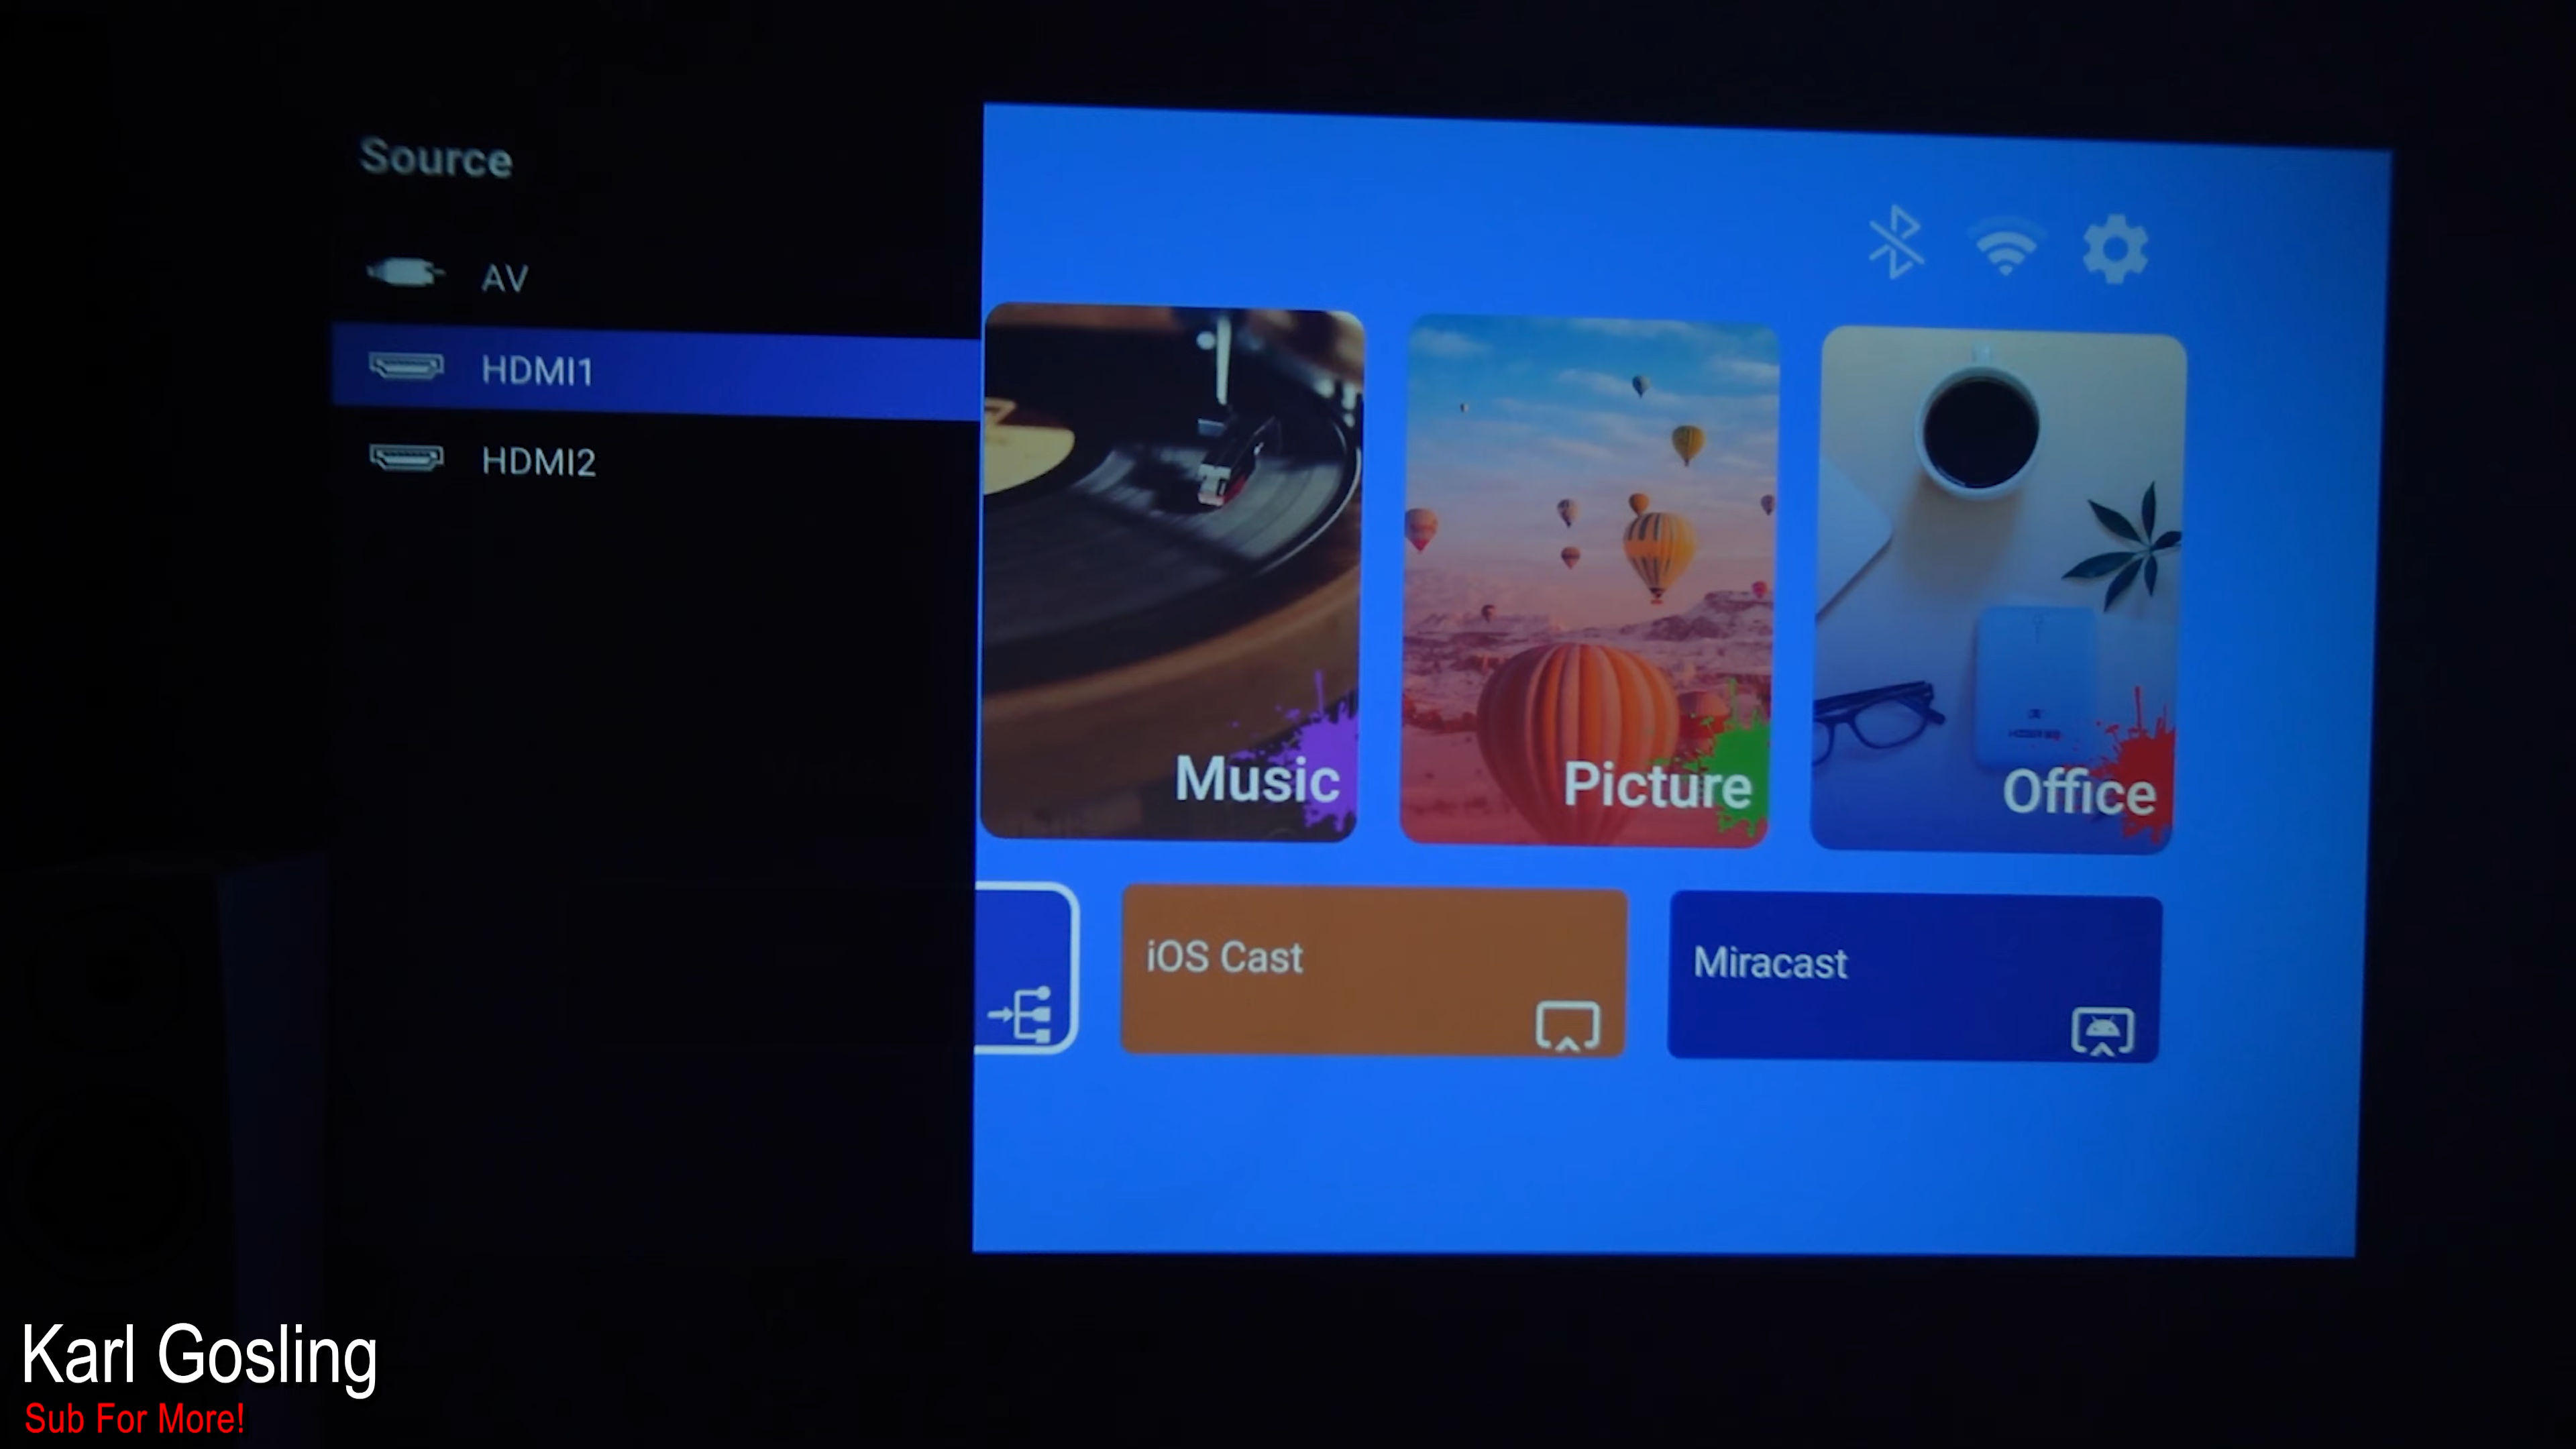 Source
AV
HDMI1
HDMI2
Music
Picture
Office
iOS Cast
Miracast
Karl Gosling
Sub For More!